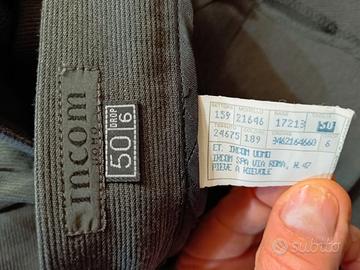 incom
UOMO
DROP
50 6
159 21646 17213 50
24675 189 3462164660 6
ET. INCOM UOMO
INCOM SPA VIA ROMA, N. 47
PIEVE A NIEVOLE
subito